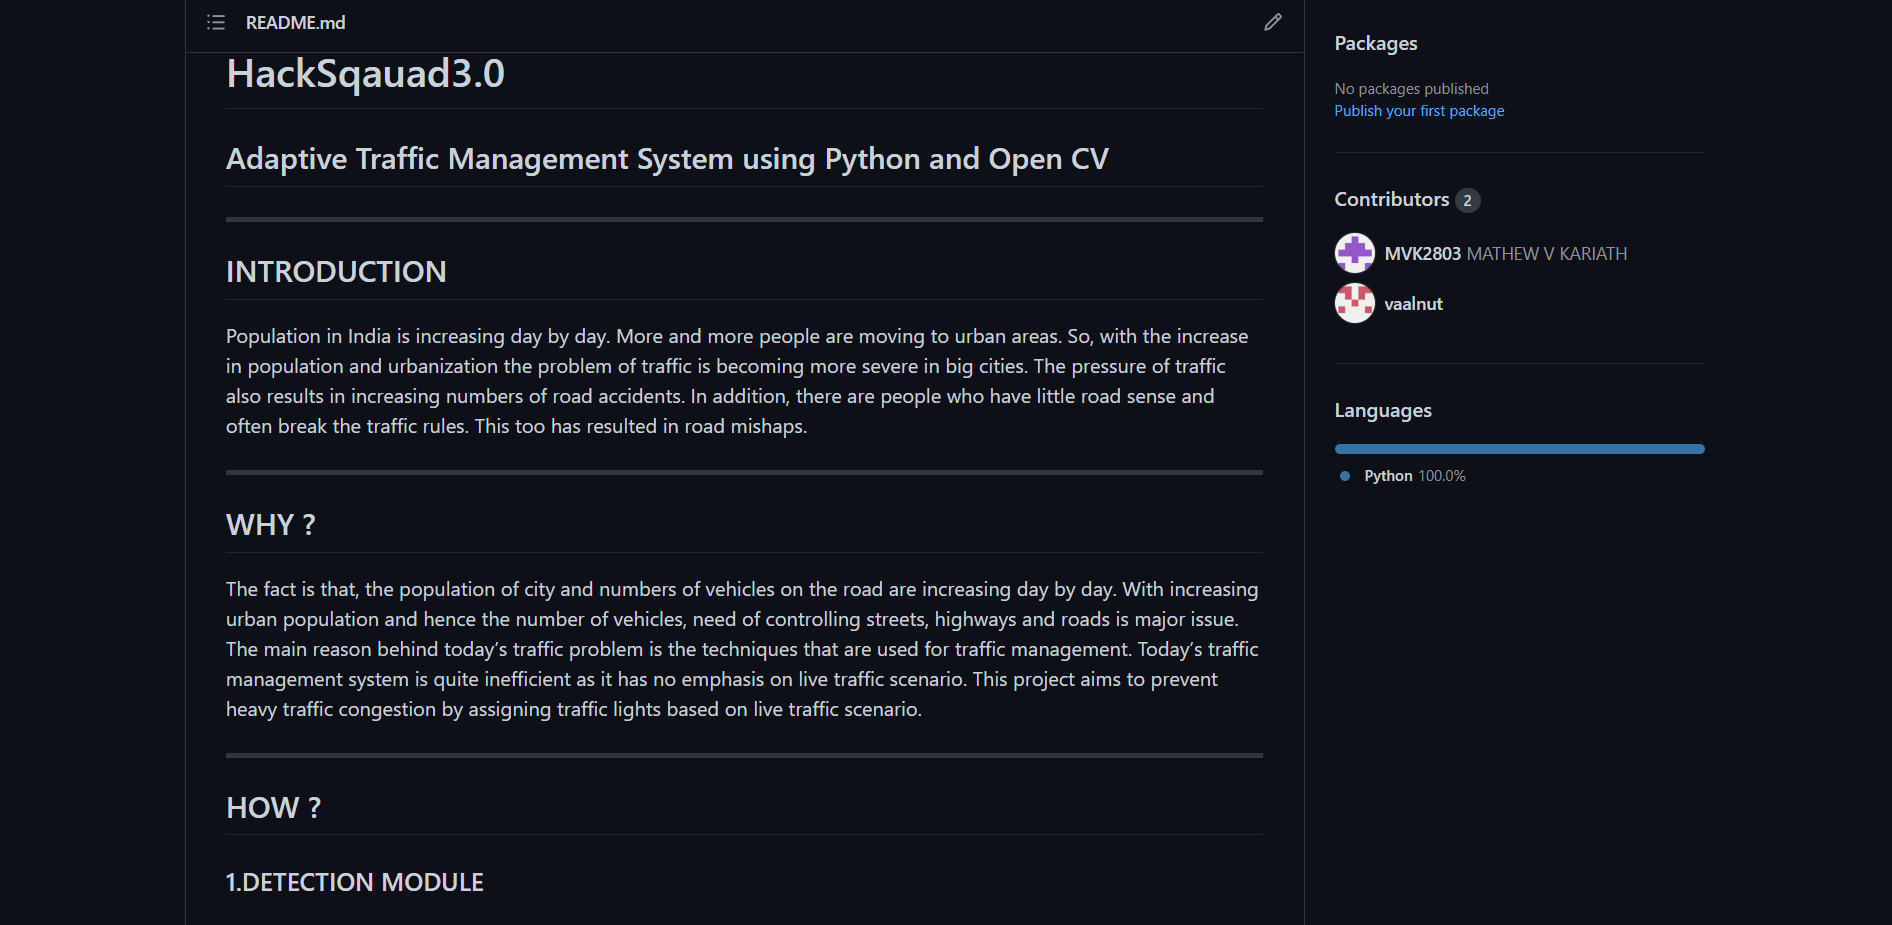 README.md
HackSqauad3.0
Adaptive Traffic Management System using Python and Open CV
INTRODUCTION
Population in India is increasing day by day. More and more people are moving to urban areas. So, with the increase
in population and urbanization the problem of traffic is becoming more severe in big cities. The pressure of traffic
also results in increasing numbers of road accidents. In addition, there are people who have little road sense and
often break the traffic rules. This too has resulted in road mishaps.
WHY ?
The fact is that, the population of city and numbers of vehicles on the road are increasing day by day. With increasing
urban population and hence the number of vehicles, need of controlling streets, highways and roads is major issue.
The main reason behind today’s traffic problem is the techniques that are used for traffic management. Today’s traffic
management system is quite inefficient as it has no emphasis on live traffic scenario. This project aims to prevent
heavy traffic congestion by assigning traffic lights based on live traffic scenario.
HOW ?
1.DETECTION MODULE
Packages
No packages published
Publish your first package
Contributors 2
MVK2803 MATHEW V KARIATH
vaalnut
Languages
Python 100.0%